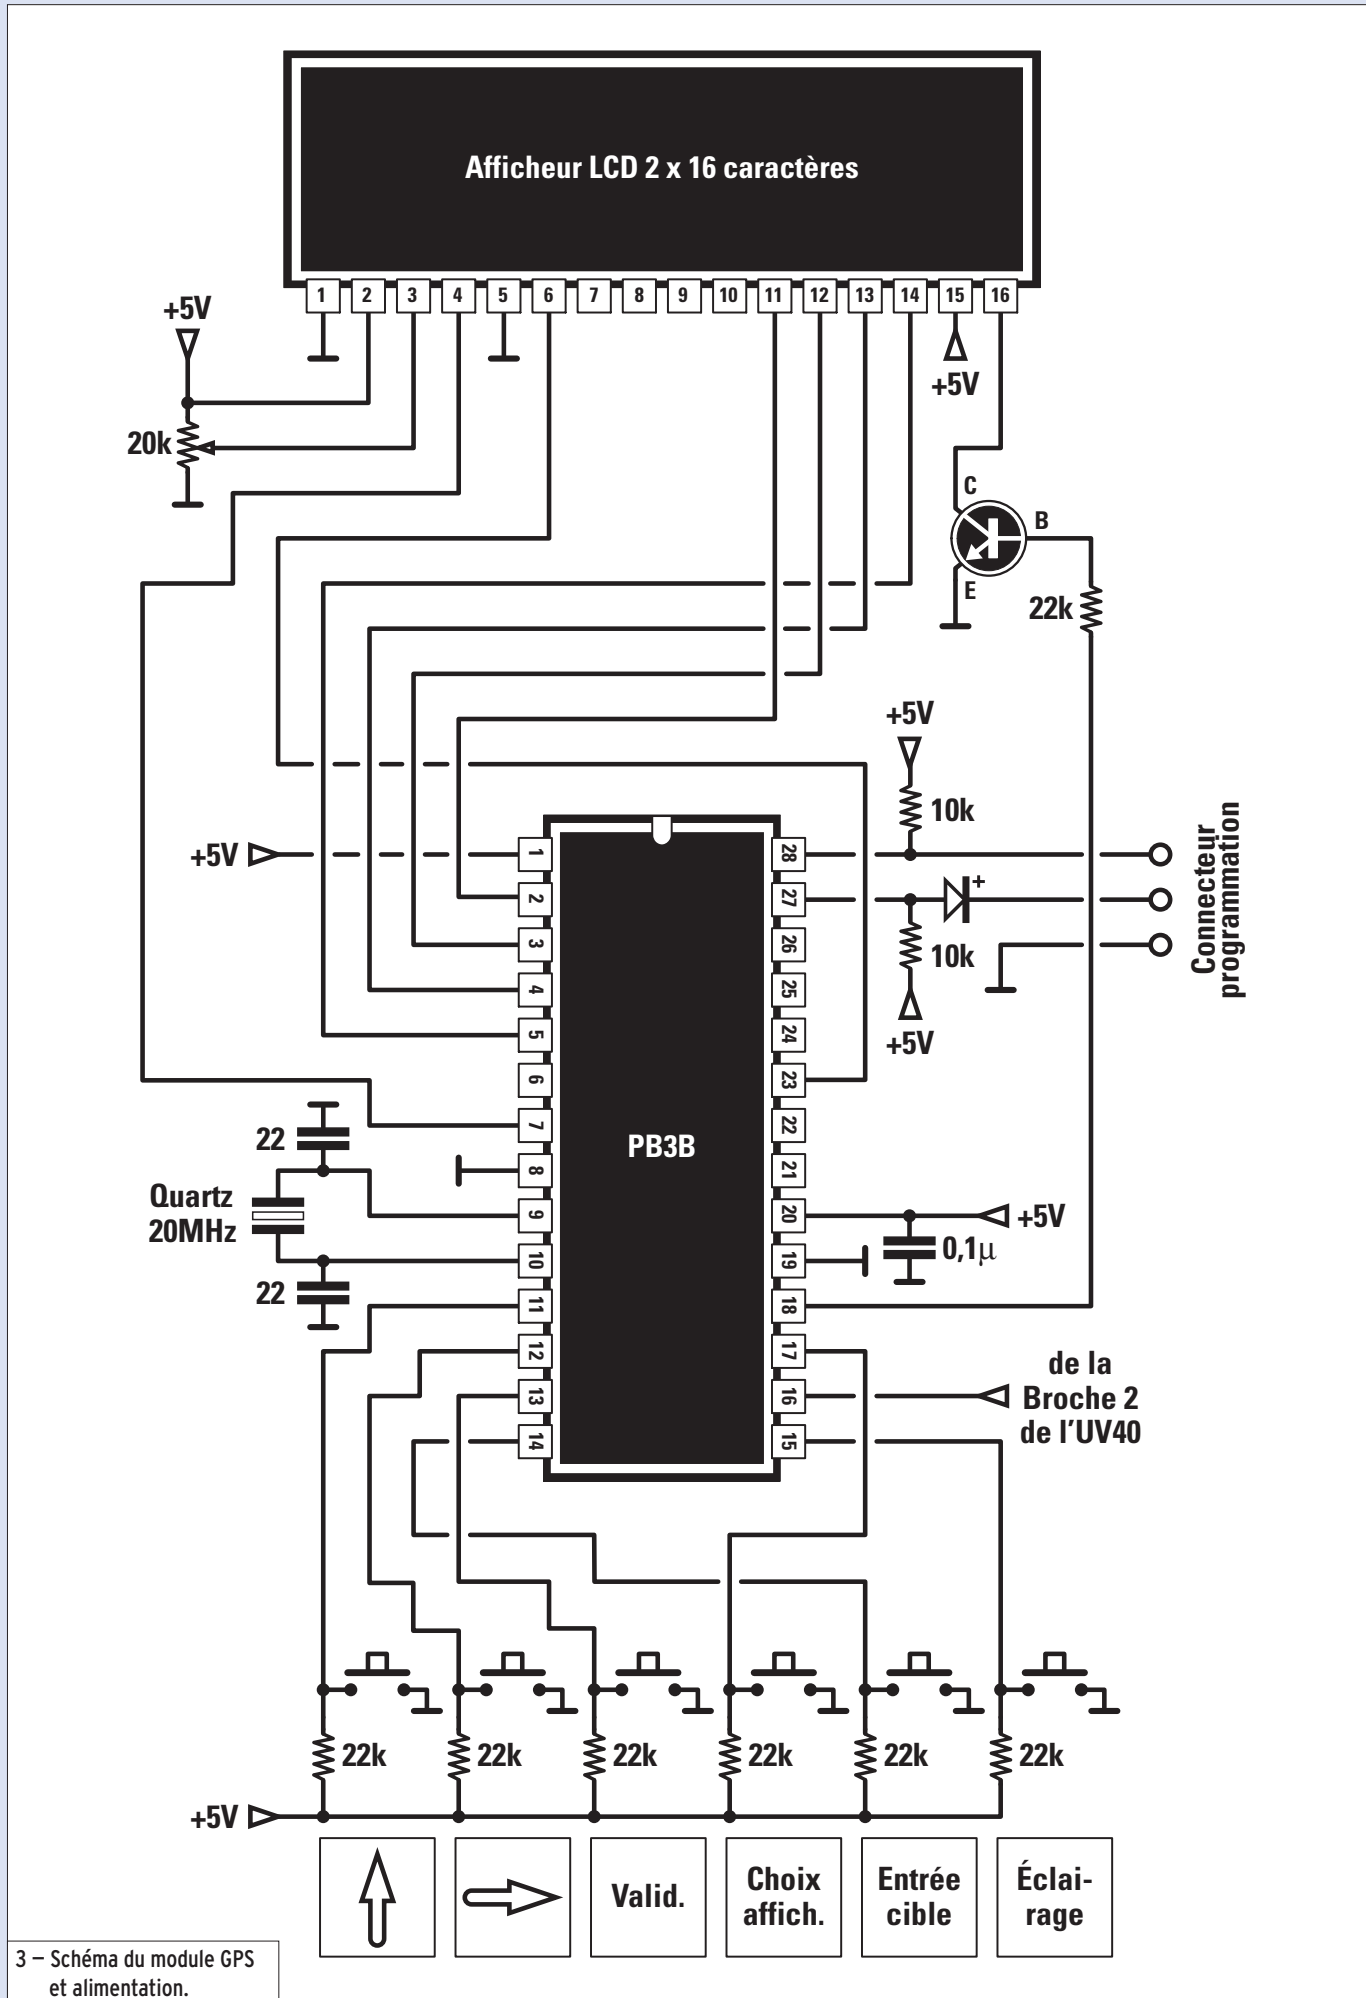 Afficheur LCD 2 x 16 caractères
1 2 3 4 5 6 7 8 9 10 11 12 13 14 15 16
+5V
+5V
20k
C
B
E
22k
+5V
10k
+5V
1
28
2
27
+
3
26
10k
4
25
5
24
+5V
6
23
7
22
8
21
9
20
+5V
10
19
0,1µ
11
18
12
17
13
16
14
15
PB3B
Connecteur
programmation
22
Quartz
20MHz
22
de la
Broche 2
de l'UV40
22k 22k 22k 22k 22k 22k
+5V
Valid.
Choix
affich.
Entrée
cible
Éclai-
rage
3 – Schéma du module GPS
et alimentation.